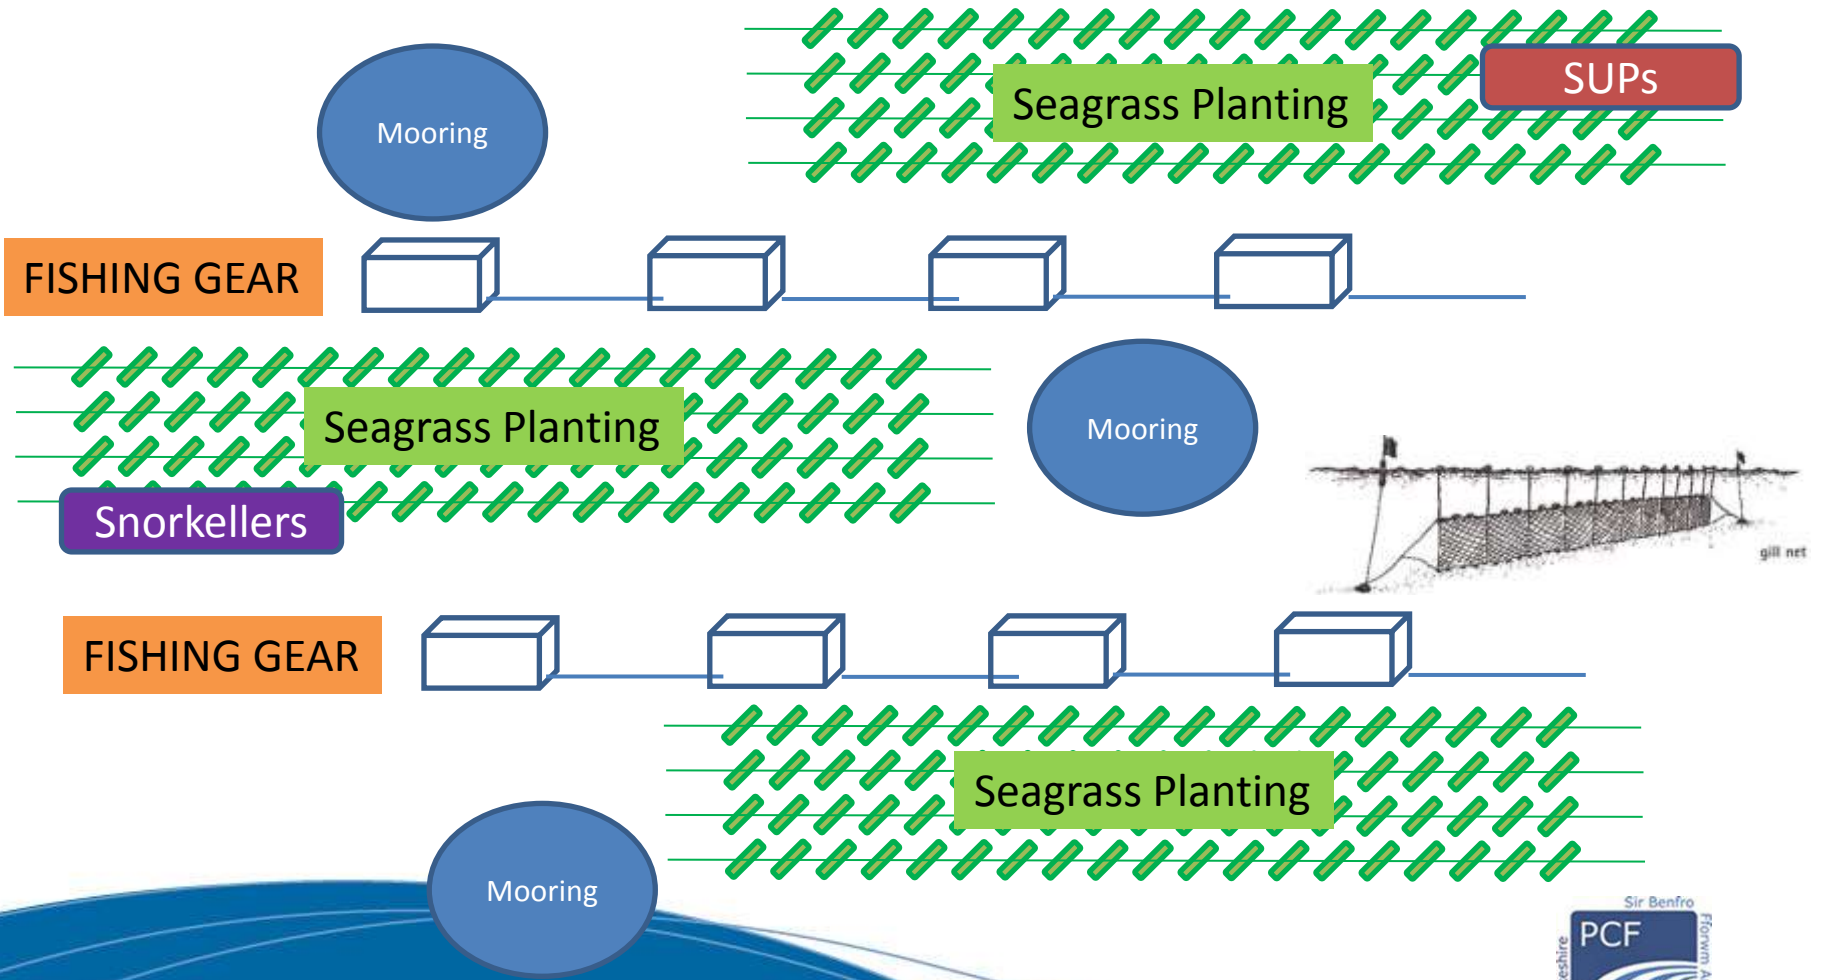 SUPs
Seagrass Planting
Mooring
FISHING GEAR
Seagrass Planting
Mooring
Snorkellers
gill net
FISHING GEAR
Seagrass Planting
Mooring
Sir Benfro
PCF